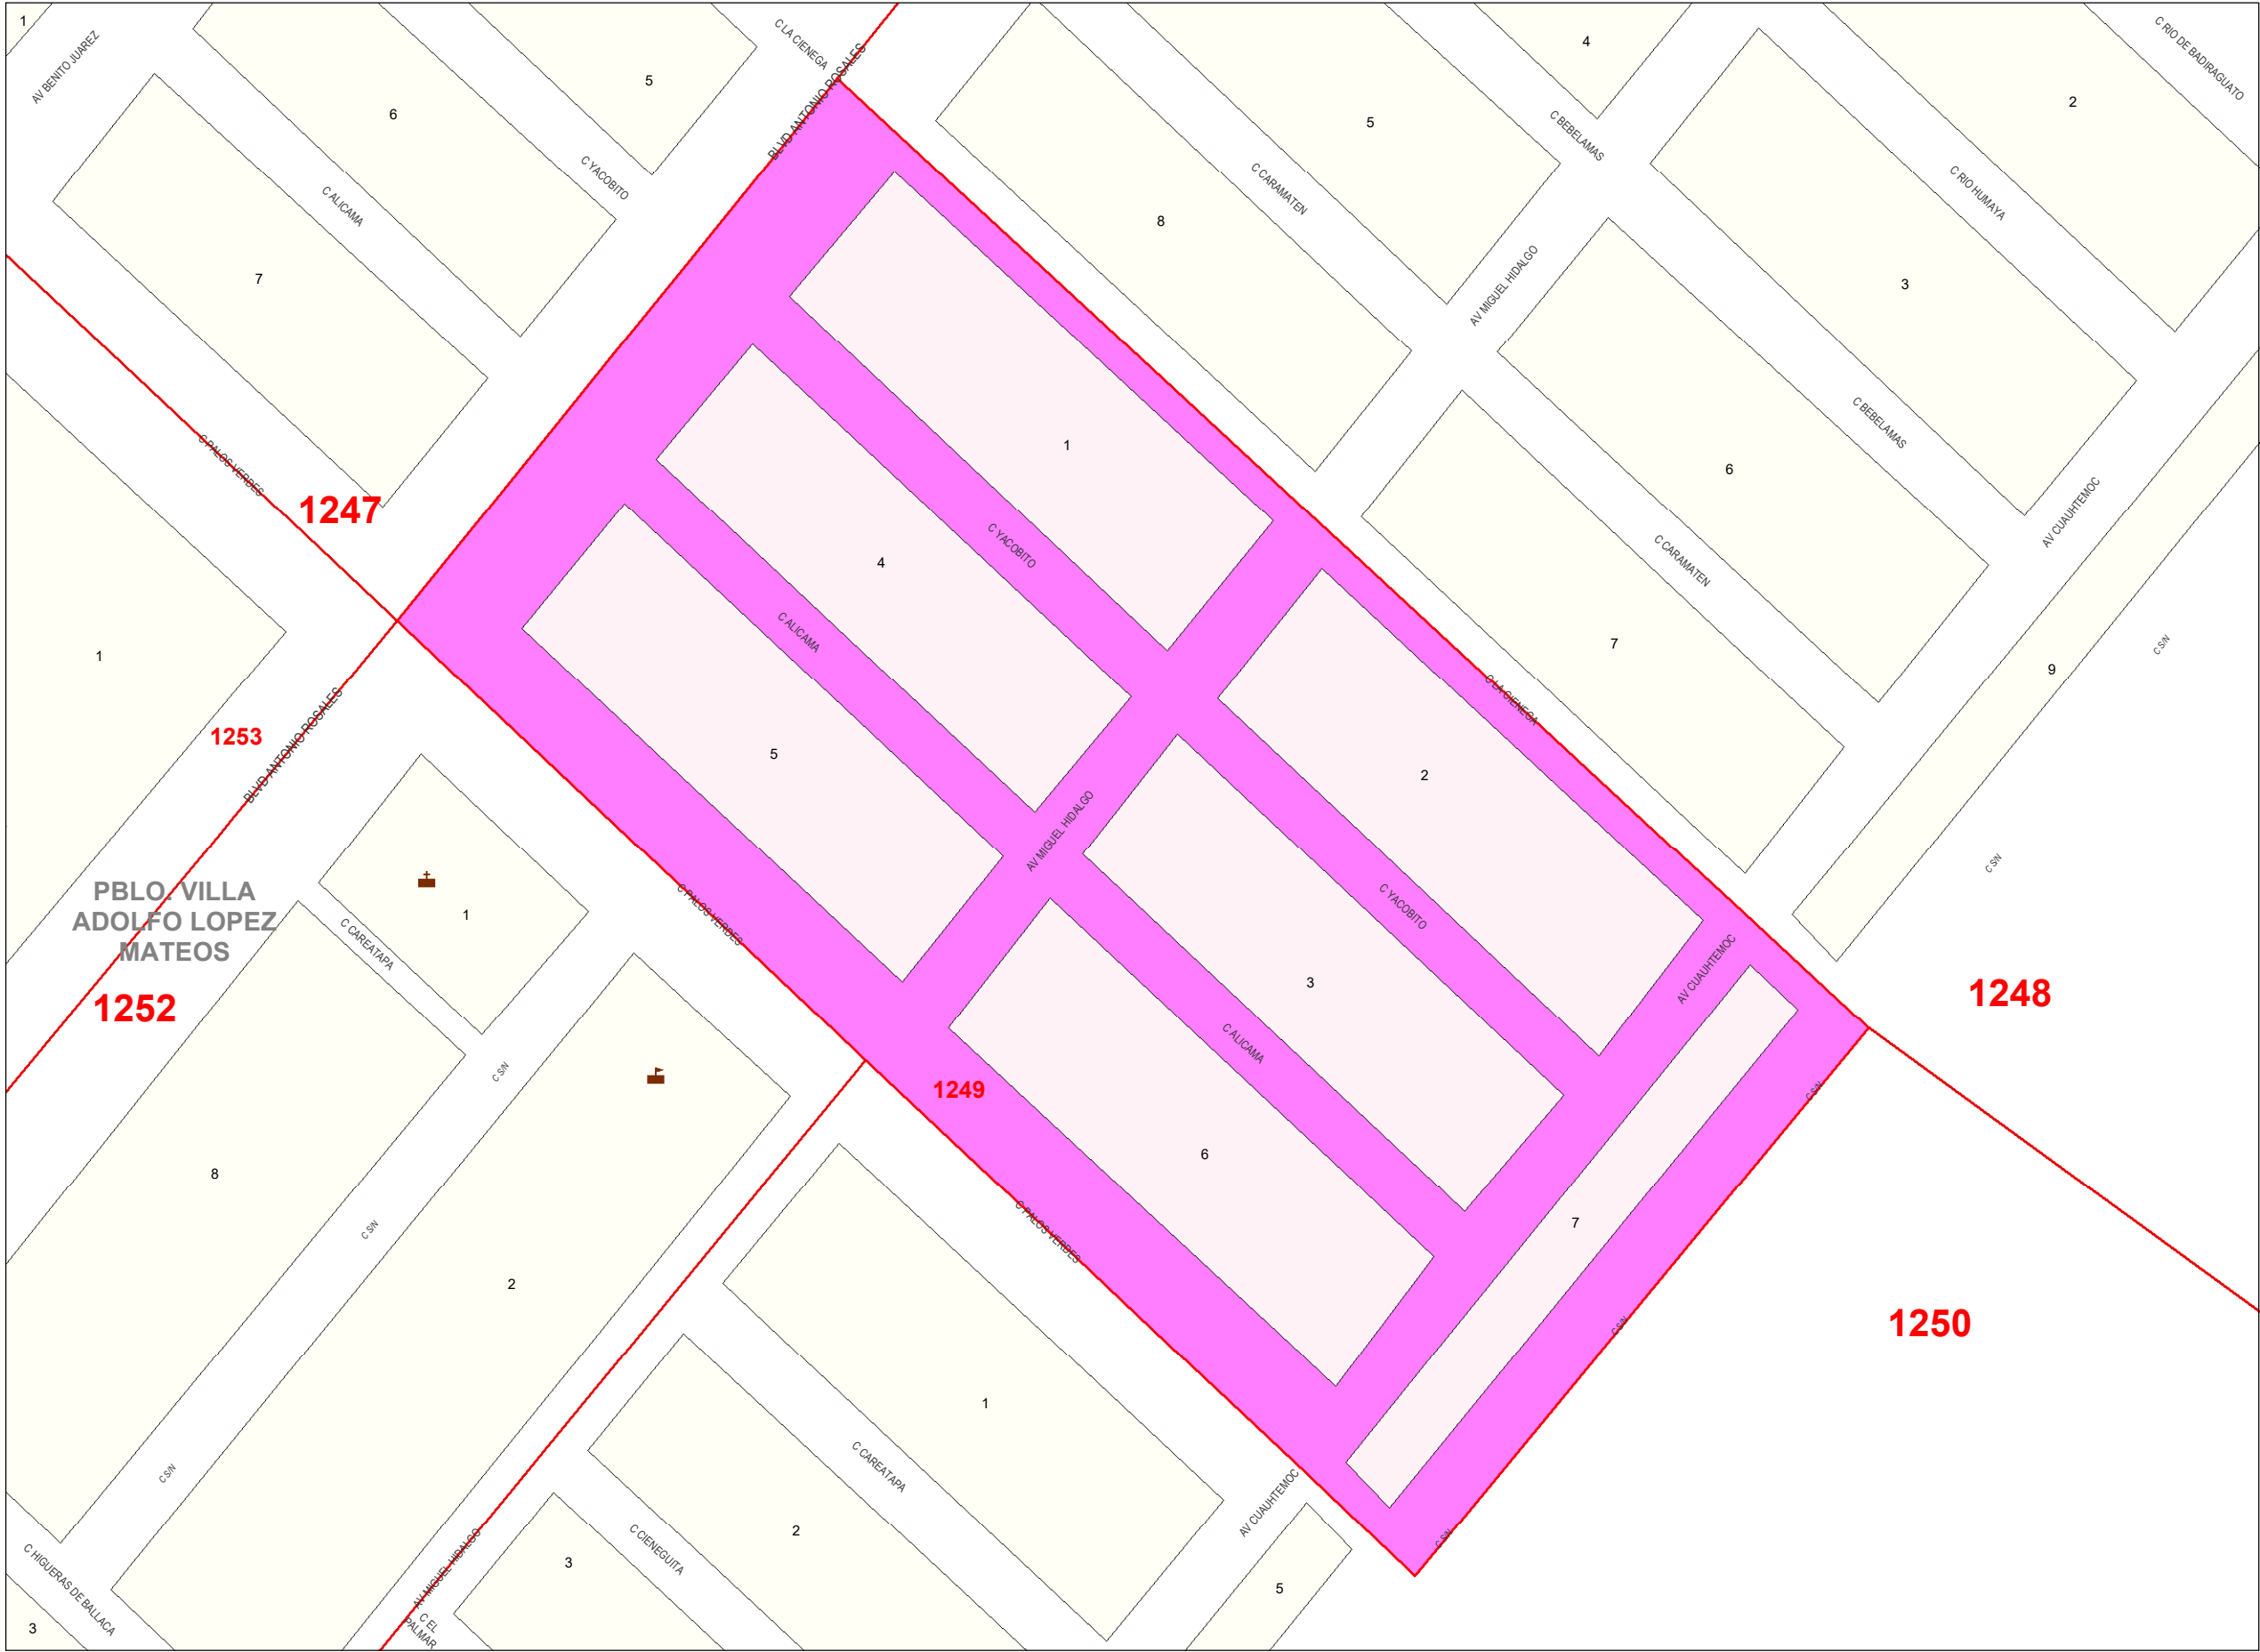 1
AV BENITO JUAREZ
5
C LA CIENEGA
BLVD ANTONIO ROSALES
4
C RIO DE BADIRAGUATO
6
5
C BEBELAMAS
2
C YACOBITO
C ALICAMA
C CARAMATEN
C RIO HUMAYA
8
7
AV MIGUEL HIDALGO
3
C BEBELAMAS
C PALOS VERDES
1247
1
6
AV CUAUHTEMOC
C YACOBITO
C CARAMATEN
4
C ALICAMA
7
C S/N
1
9
C LA CIENEGA
1253
BLVD ANTONIO ROSALES
5
2
AV MIGUEL HIDALGO
C S/N
PBLO. VILLA
ADOLFO LOPEZ
MATEOS
1
C PALOS VERDES
C YACOBITO
C CAREATAPA
AV CUAUHTEMOC
1252
3
1248
C S/N
C ALICAMA
1249
C S/N
6
8
C S/N
C PALOS VERDES
7
2
C S/N
1250
1
C S/N
C CAREATAPA
AV CUAUHTEMOC
2
C S/N
C CIENEGUITA
3
AV MIGUEL HIDALGO
5
C HIGUERAS DE BALLACA
C EL
PALMAR
3